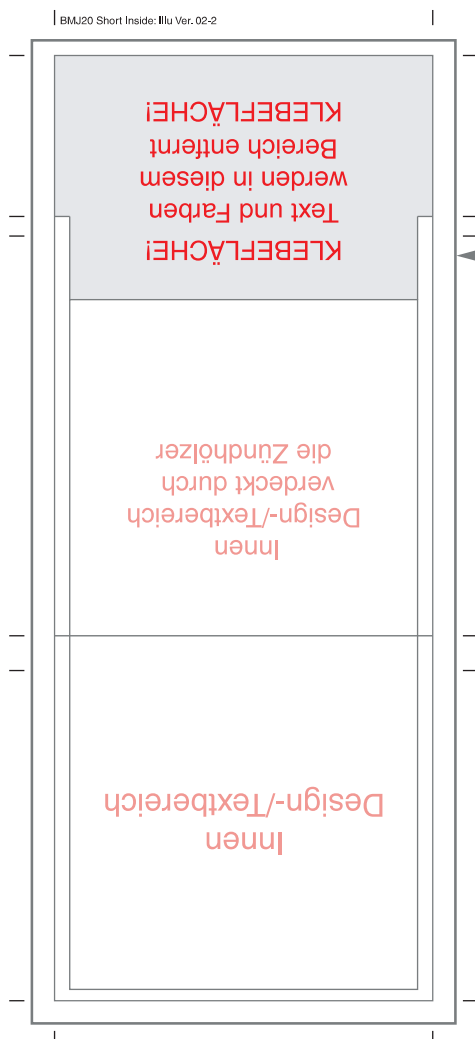 BMJ20 Short Inside: Illu Ver. 02-2
KLEBEFLÄCHE!
Text und Farben
werden in diesem
Bereich entfernt
KLEBEFLÄCHE!
Innen
Design-/Textbereich
verdeckt durch
die Zündhölzer
Innen
Design-/Textbereich